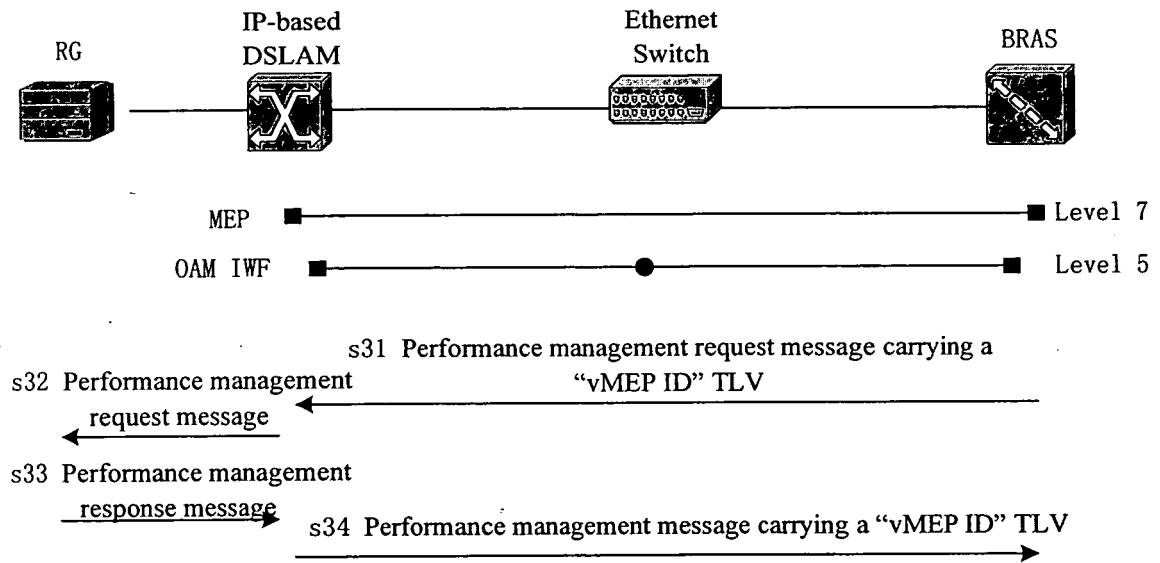 RG
IP-based
DSLAM
Ethernet
Switch
BRAS
MEP
Level 7
OAM IWF
Level 5
s31 Performance management request message carrying a
“vMEP ID” TLV
s32 Performance management
request message
s33 Performance management
response message
s34 Performance management message carrying a “vMEP ID” TLV